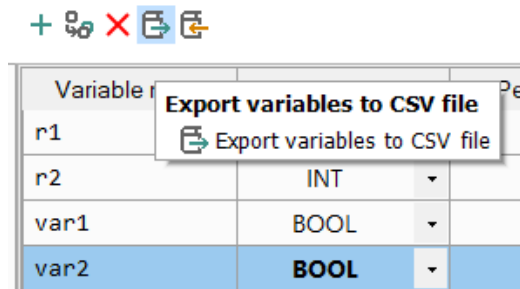 Variable
Pe
Export variables to CSV file
Export variables to CSV file
r1
r2 INT
var1 BOOL
var2 BOOL